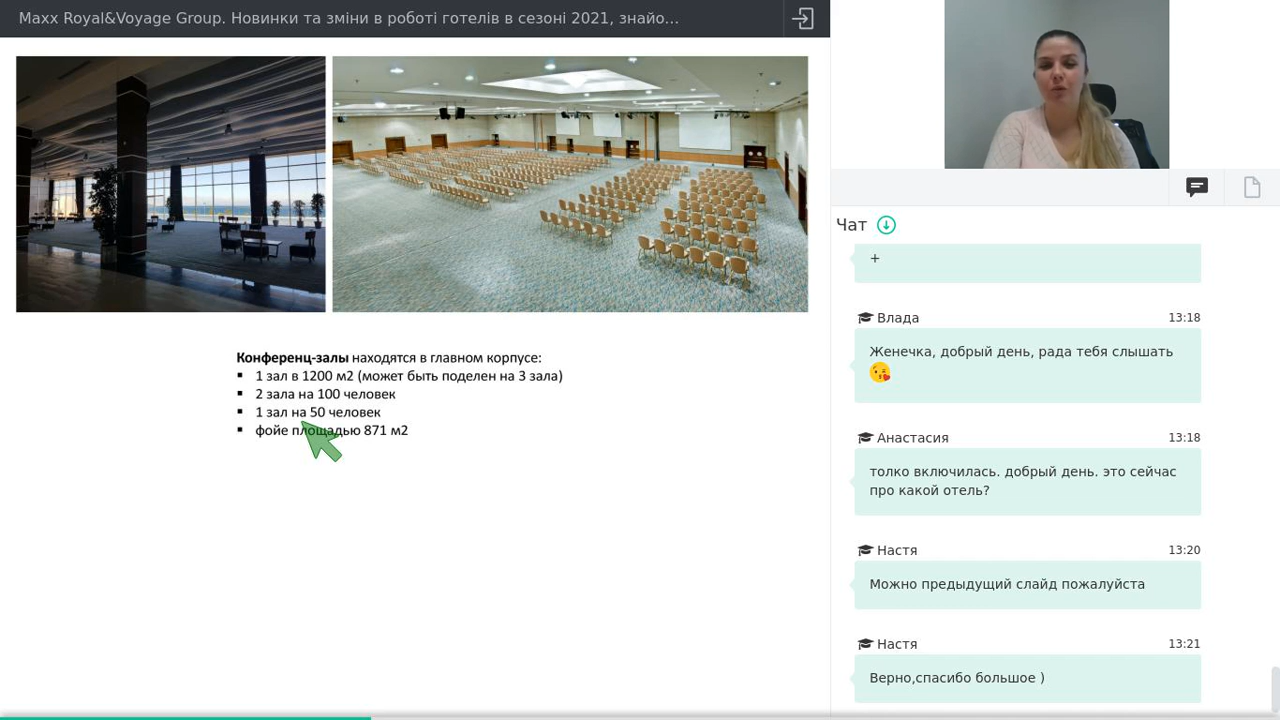 Maxx Royal&Voyage Group. Новинки та зміни в роботі готелів в сезоні 2021, знайо...
Конференц-залы находятся в главном корпусе:
▪ 1 зал в 1200 м2 (может быть поделен на 3 зала)
▪ 2 зала на 100 человек
▪ 1 зал на 50 человек
▪ фойе площадью 871 м2
Чат
+
Влада 13:18
Женечка, добрый день, рада тебя слышать
😘
Анастасия 13:18
толко включилась. добрый день. это сейчас
про какой отель?
Настя 13:20
Можно предыдущий слайд пожалуйста
Настя 13:21
Верно,спасибо большое )